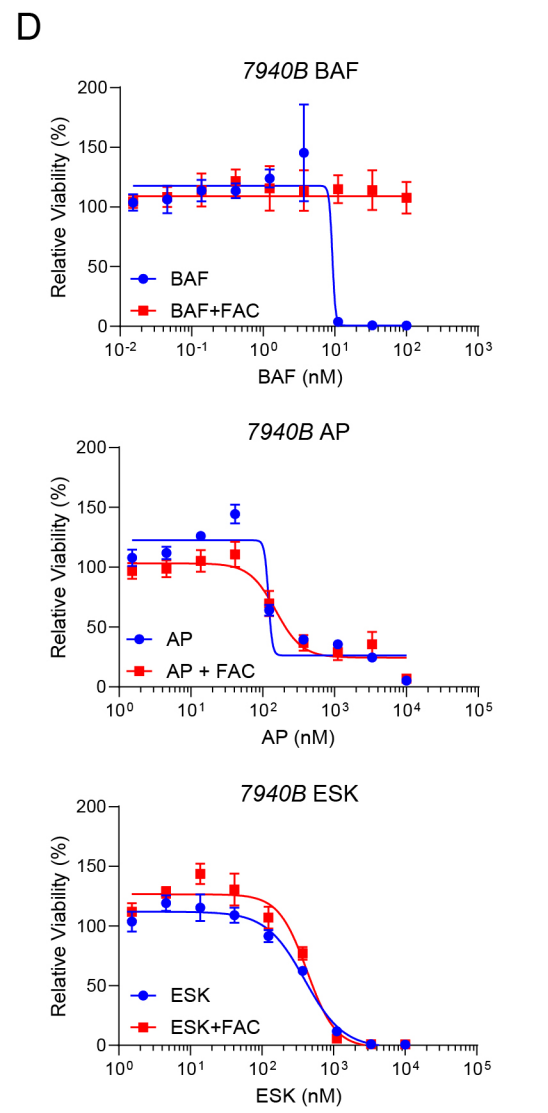 D
7940B BAF
Relative Viability (%)
200
150
100
50
0
BAF
BAF+FAC
10-2 10-1 100 101 102 103
BAF (nM)
7940B AP
Relative Viability (%)
200
150
100
50
0
AP
AP + FAC
100 101 102 103 104 105
AP (nM)
7940B ESK
Relative Viability (%)
200
150
100
50
0
ESK
ESK+FAC
100 101 102 103 104 105
ESK (nM)